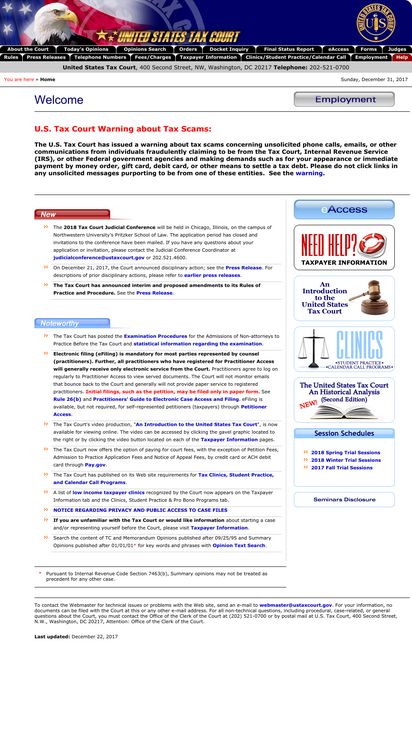 UNITED STATES TAX COURT
About the Court Today's Opinions Opinions Search Orders Docket Inquiry Final Status Report eAccess Forms Judges
Rules Press Releases Telephone Numbers Fees/Charges Taxpayer Information Clinics/Student Practice/Calendar Call Employment Help
United States Tax Court, 400 Second Street, NW, Washington, DC 20217 Telephone: 202-521-0700
You are here » Home
Sunday, December 31, 2017
Welcome
Employment
U.S. Tax Court Warning about Tax Scams:
The U.S. Tax Court has issued a warning about tax scams concerning unsolicited phone calls, emails, or other
communications from individuals fraudulently claiming to be from the Tax Court, Internal Revenue Service
(IRS), or other Federal government agencies and making demands such as for your appearance or immediate
payment by money order, gift card, debit card, or other means to settle a tax debt. Please do not click links in
any unsolicited messages purporting to be from one of these entities. See the warning.
New
The 2018 Tax Court Judicial Conference will be held in Chicago, Illinois, on the campus of
Northwestern University's Pritzker School of Law. The application period has closed and
invitations to the conference have been mailed. If you have any questions about your
application or invitation, please contact the Judicial Conference Coordinator at
judicialconference@ustaxcourt.gov or 202.521.4600.
On December 21, 2017, the Court announced disciplinary action; see the Press Release. For
descriptions of prior disciplinary actions, please refer to earlier press releases.
The Tax Court has announced interim and proposed amendments to its Rules of
Practice and Procedure. See the Press Release.
Noteworthy
The Tax Court has posted the Examination Procedures for the Admissions of Non-attorneys to
Practice Before the Tax Court and statistical information regarding the examination.
Electronic filing (eFiling) is mandatory for most parties represented by counsel
(practitioners). Further, all practitioners who have registered for Practitioner Access
will generally receive only electronic service from the Court. Practitioners agree to log on
regularly to Practitioner Access to view served documents. The Court will not monitor emails
that bounce back to the Court and generally will not provide paper service to registered
practitioners. Initial filings, such as the petition, may be filed only in paper form. See
Rule 26(b) and Practitioners' Guide to Electronic Case Access and Filing. eFiling is
available, but not required, for self-represented petitioners (taxpayers) through Petitioner
Access.
The Tax Court's video production, "An Introduction to the United States Tax Court", is now
available for viewing online. The video can be accessed by clicking the gavel graphic located to
the right or by clicking the video button located on each of the Taxpayer Information pages.
The Tax Court now offers the option of paying for court fees, with the exception of Petition Fees,
Admission to Practice Application Fees and Notice of Appeal Fees, by credit card or ACH debit
card through Pay.gov.
The Tax Court has published on its Web site requirements for Tax Clinics, Student Practice,
and Calendar Call Programs.
A list of low income taxpayer clinics recognized by the Court now appears on the Taxpayer
Information tab and the Clinics, Student Practice & Pro Bono Programs tab.
NOTICE REGARDING PRIVACY AND PUBLIC ACCESS TO CASE FILES
If you are unfamiliar with the Tax Court or would like information about starting a case
and/or representing yourself before the Court, please visit Taxpayer Information.
Search the content of TC and Memorandum Opinions published after 09/25/95 and Summary
Opinions published after 01/01/01* for key words and phrases with Opinion Text Search.
* Pursuant to Internal Revenue Code Section 7463(b), Summary opinions may not be treated as
precedent for any other case.
eAccess
NEED HELP?
TAXPAYER INFORMATION
An
Introduction
to the
United States
Tax Court
CLINICS
•STUDENT PRACTICE•
•CALENDAR CALL PROGRAMS•
The United States Tax Court
An Historical Analysis
(Second Edition)
NEW!
Session Schedules
2018 Spring Trial Sessions
2018 Winter Trial Sessions
2017 Fall Trial Sessions
Seminars Disclosure
To contact the Webmaster for technical issues or problems with the Web site, send an e-mail to webmaster@ustaxcourt.gov. For your information, no
documents can be filed with the Court at this or any other e-mail address. For all non-technical questions, including procedural, case-related, or general
questions about the Court, you must contact the Office of the Clerk of the Court at (202) 521-0700 or by postal mail at U.S. Tax Court, 400 Second Street,
N.W., Washington, DC 20217, Attention: Office of the Clerk of the Court.
Last updated: December 22, 2017